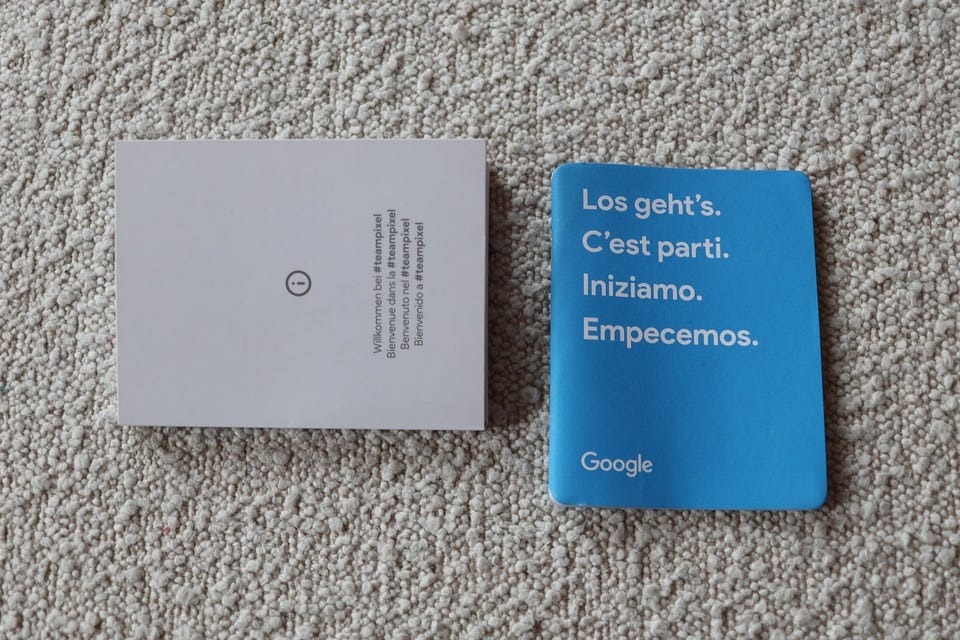 Willkommen bei #teampixel
Bienvenue dans la #teampixel
Benvenuto nel #teampixel
Bienvenido a #teampixel
Los geht's.
C'est parti.
Iniziamo.
Empecemos.
Google